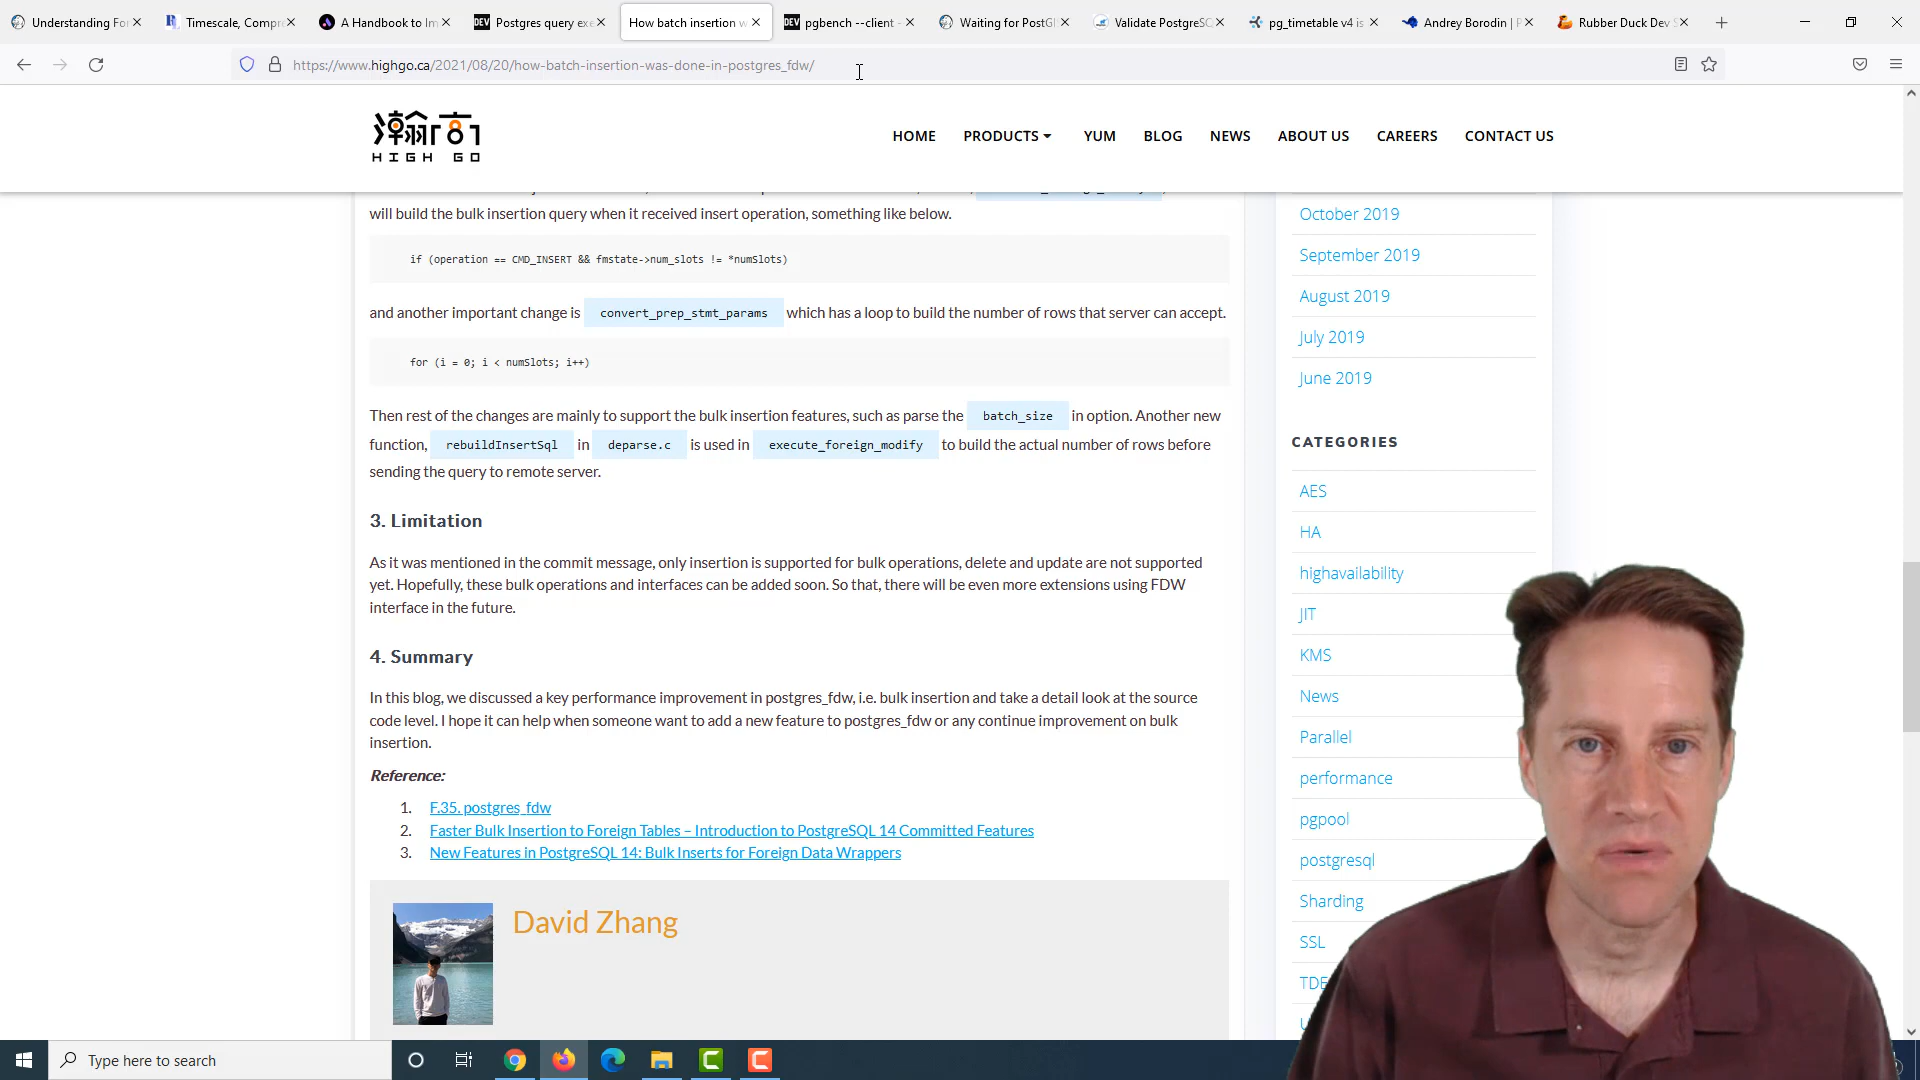 Understanding For
Timescale, Compre
A Handbook to Im
DEV Postgres query exe
How batch insertion w
DEV pgbench --client -
Waiting for PostGI
Validate PostgreSQ
pg_timetable v4 is
Andrey Borodin | P
Rubber Duck Dev S
https://www.highgo.ca/2021/08/20/how-batch-insertion-was-done-in-postgres_fdw/
瀚高
HIGH GO
HOME PRODUCTS YUM BLOG NEWS ABOUT US CAREERS CONTACT US
will build the bulk insertion query when it received insert operation, something like below.
if (operation == CMD_INSERT && fmstate->num_slots != *numSlots)
and another important change is convert_prep_stmt_params which has a loop to build the number of rows that server can accept.
for (i = 0; i < numSlots; i++)
Then rest of the changes are mainly to support the bulk insertion features, such as parse the batch_size in option. Another new
function, rebuildInsertSql in deparse.c is used in execute_foreign_modify to build the actual number of rows before
sending the query to remote server.
3. Limitation
As it was mentioned in the commit message, only insertion is supported for bulk operations, delete and update are not supported
yet. Hopefully, these bulk operations and interfaces can be added soon. So that, there will be even more extensions using FDW
interface in the future.
4. Summary
In this blog, we discussed a key performance improvement in postgres_fdw, i.e. bulk insertion and take a detail look at the source
code level. I hope it can help when someone want to add a new feature to postgres_fdw or any continue improvement on bulk
insertion.
Reference:
1. F.35. postgres_fdw
2. Faster Bulk Insertion to Foreign Tables – Introduction to PostgreSQL 14 Committed Features
3. New Features in PostgreSQL 14: Bulk Inserts for Foreign Data Wrappers
David Zhang
October 2019
September 2019
August 2019
July 2019
June 2019
CATEGORIES
AES
HA
highavailability
JIT
KMS
News
Parallel
performance
pgpool
postgresql
Sharding
SSL
TDE
Type here to search